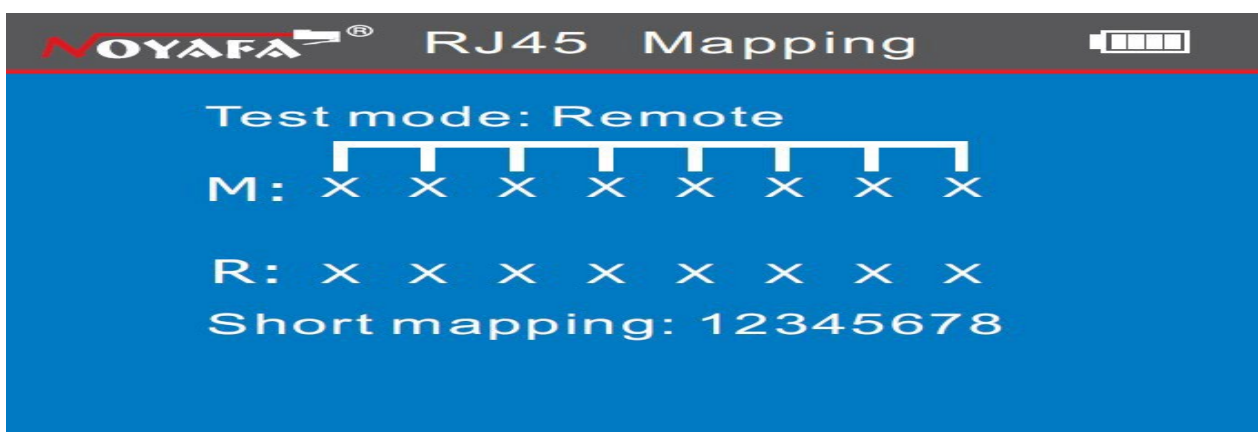 NOYAFA® RJ45 Mapping
Test mode: Remote
M: X X X X X X X X
R: X X X X X X X X
Short mapping: 12345678